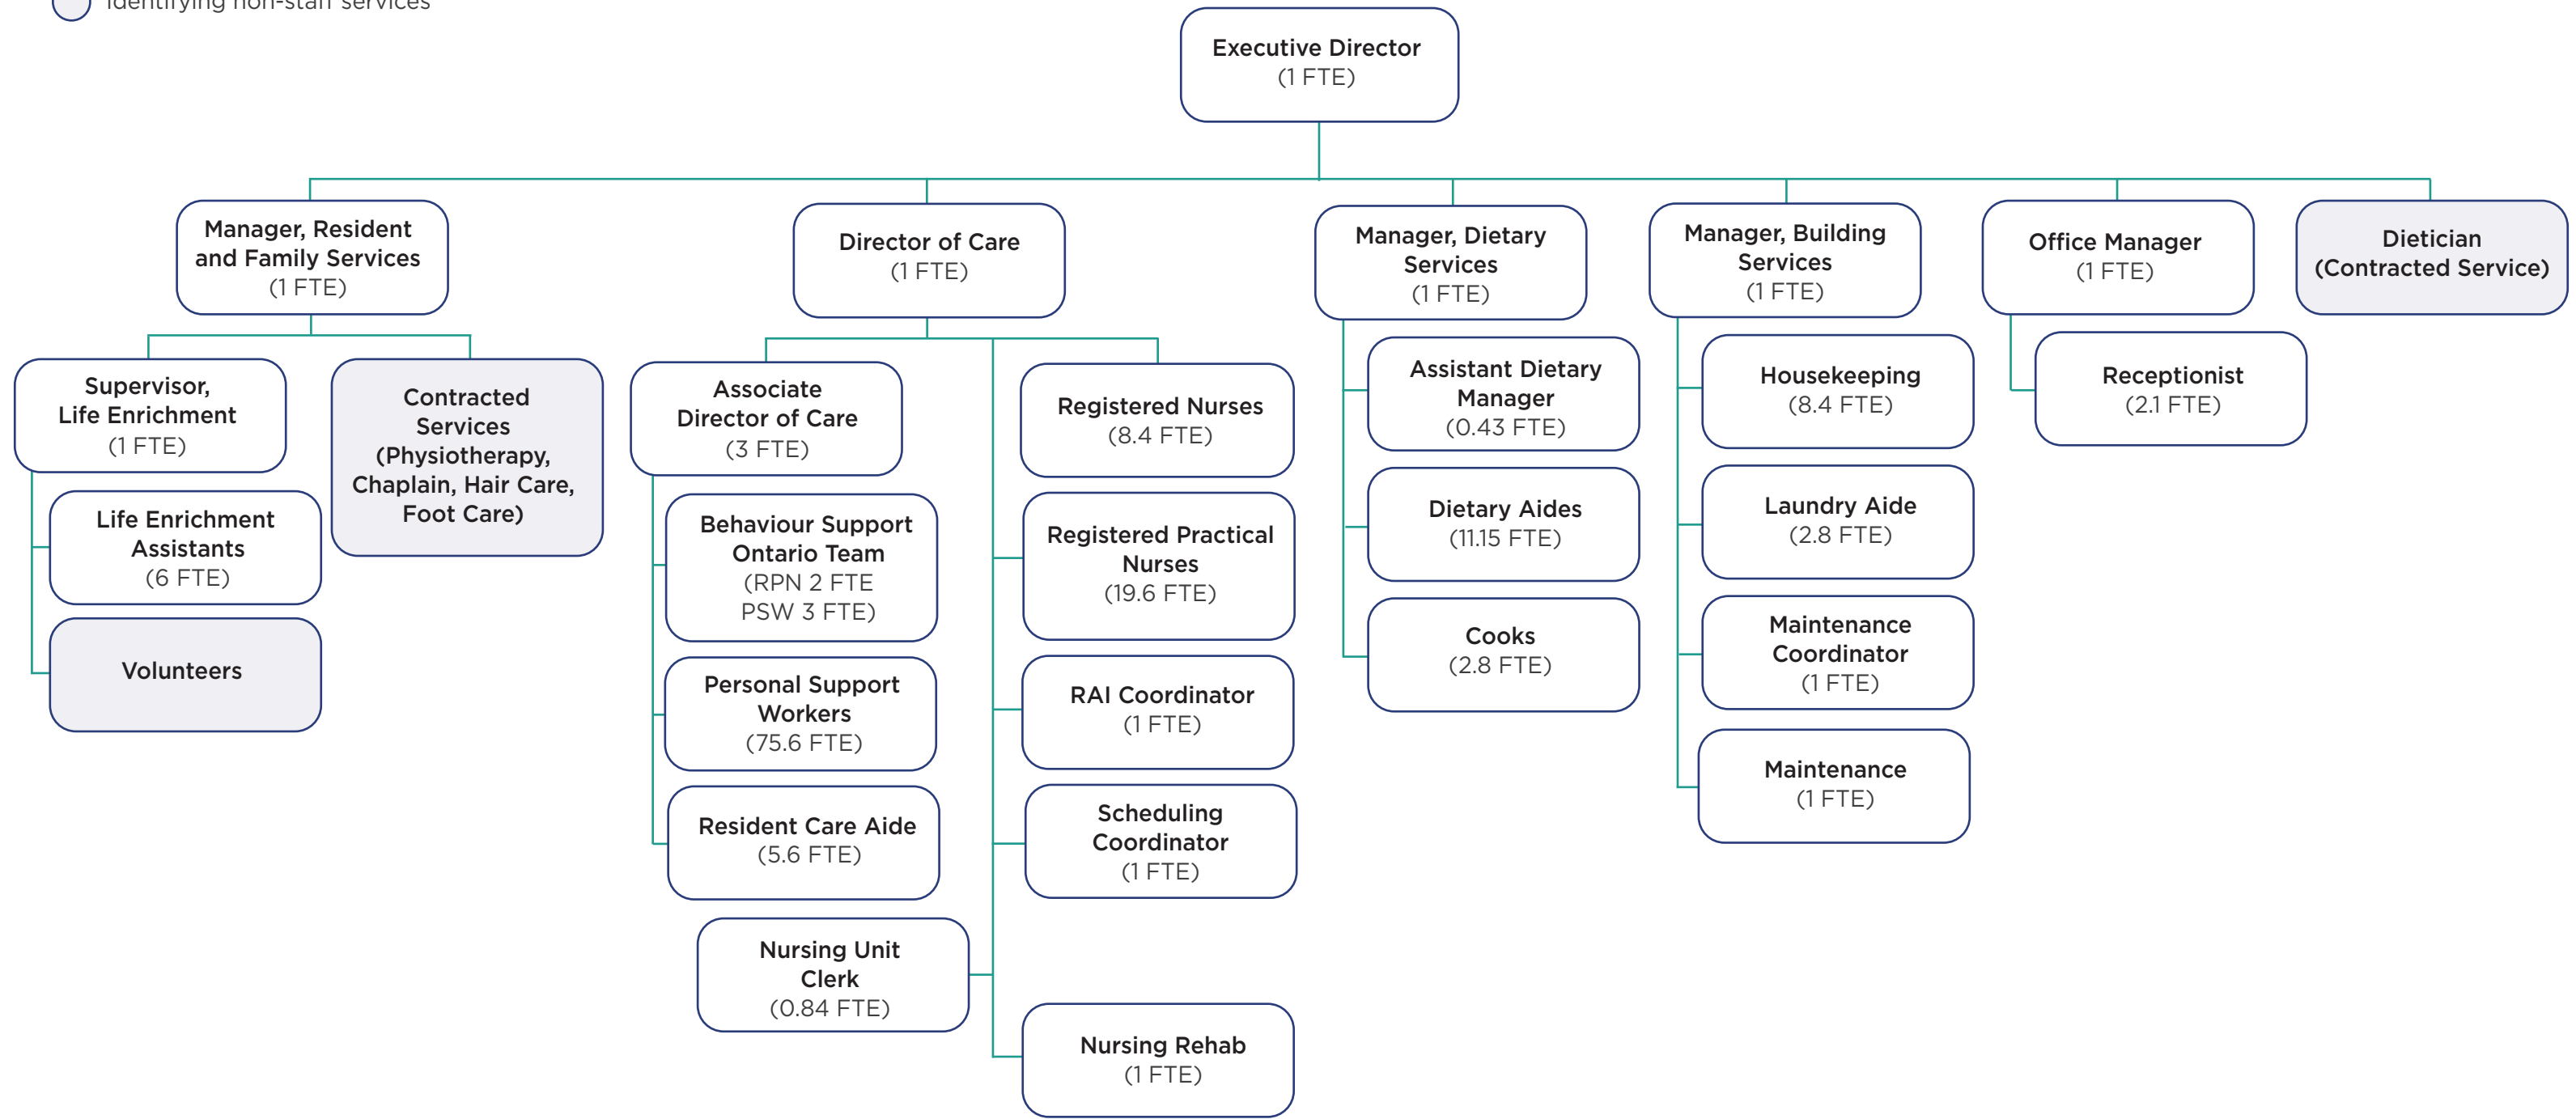 Identifying non-staff services
Executive Director
(1 FTE)
Manager, Resident
and Family Services
(1 FTE)
Director of Care
(1 FTE)
Manager, Dietary
Services
(1 FTE)
Manager, Building
Services
(1 FTE)
Office Manager
(1 FTE)
Dietician
(Contracted Service)
Supervisor,
Life Enrichment
(1 FTE)
Life Enrichment
Assistants
(6 FTE)
Volunteers
Contracted
Services
(Physiotherapy,
Chaplain, Hair Care,
Foot Care)
Associate
Director of Care
(3 FTE)
Behaviour Support
Ontario Team
(RPN 2 FTE
PSW 3 FTE)
Personal Support
Workers
(75.6 FTE)
Resident Care Aide
(5.6 FTE)
Nursing Unit
Clerk
(0.84 FTE)
Registered Nurses
(8.4 FTE)
Registered Practical
Nurses
(19.6 FTE)
RAI Coordinator
(1 FTE)
Scheduling
Coordinator
(1 FTE)
Nursing Rehab
(1 FTE)
Assistant Dietary
Manager
(0.43 FTE)
Dietary Aides
(11.15 FTE)
Cooks
(2.8 FTE)
Housekeeping
(8.4 FTE)
Laundry Aide
(2.8 FTE)
Maintenance
Coordinator
(1 FTE)
Maintenance
(1 FTE)
Receptionist
(2.1 FTE)